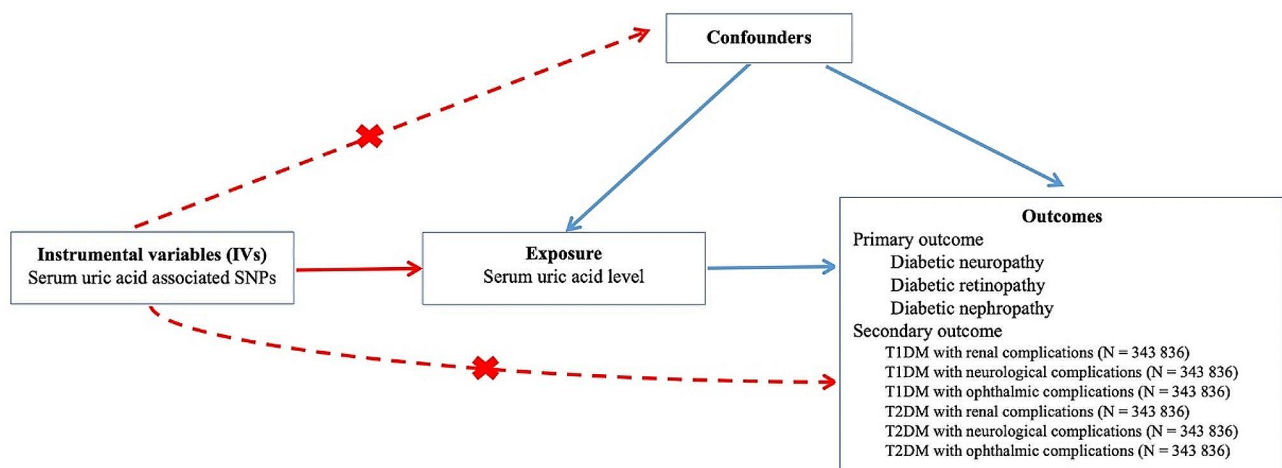 Confounders
Instrumental variables (IVs)
Serum uric acid associated SNPs
Exposure
Serum uric acid level
Outcomes
Primary outcome
Diabetic neuropathy
Diabetic retinopathy
Diabetic nephropathy
Secondary outcome
T1DM with renal complications (N = 343 836)
T1DM with neurological complications (N = 343 836)
T1DM with ophthalmic complications (N = 343 836)
T2DM with renal complications (N = 343 836)
T2DM with neurological complications (N = 343 836)
T2DM with ophthalmic complications (N = 343 836)